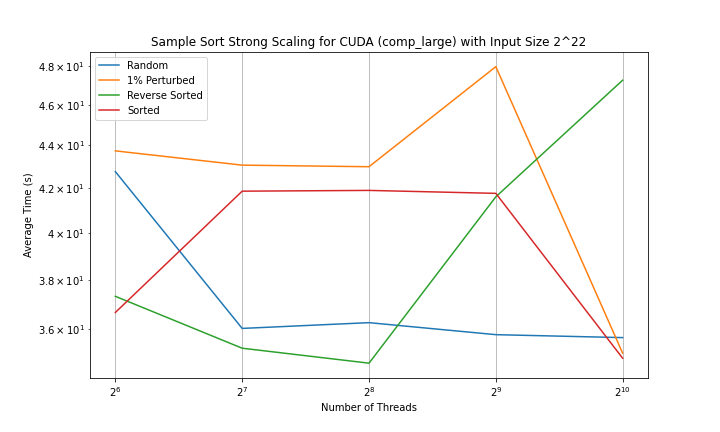 Sample Sort Strong Scaling for CUDA (comp_large) with Input Size 2^22
Random
1% Perturbed
Reverse Sorted
Sorted
Average Time (s)
4.8 × 10¹
4.6 × 10¹
4.4 × 10¹
4.2 × 10¹
4 × 10¹
3.8 × 10¹
3.6 × 10¹
2⁶ 2⁷ 2⁸ 2⁹ 2¹⁰
Number of Threads